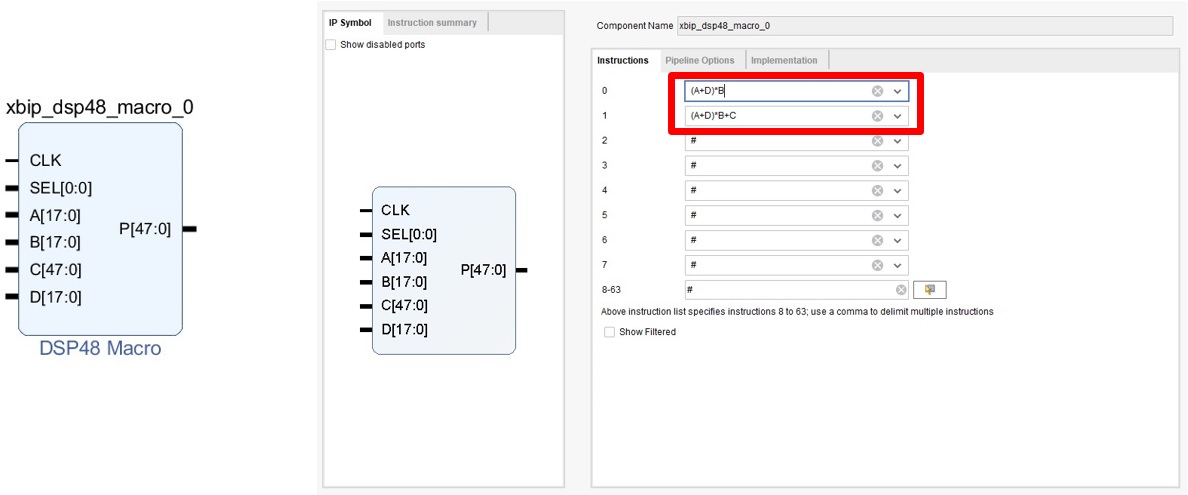 xbip_dsp48_macro_0
CLK
SEL[0:0]
A[17:0]
B[17:0]
C[47:0]
D[17:0]
P[47:0]
DSP48 Macro
IP Symbol
Instruction summary
Show disabled ports
CLK
SEL[0:0]
A[17:0]
B[17:0]
C[47:0]
D[17:0]
P[47:0]
Component Name xbip_dsp48_macro_0
Instructions Pipeline Options Implementation
0 (A+D)*B
1 (A+D)*B+C
2 #
3 #
4 #
5 #
6 #
7 #
8-63 #
Above instruction list specifies instructions 8 to 63; use a comma to delimit multiple instructions
Show Filtered